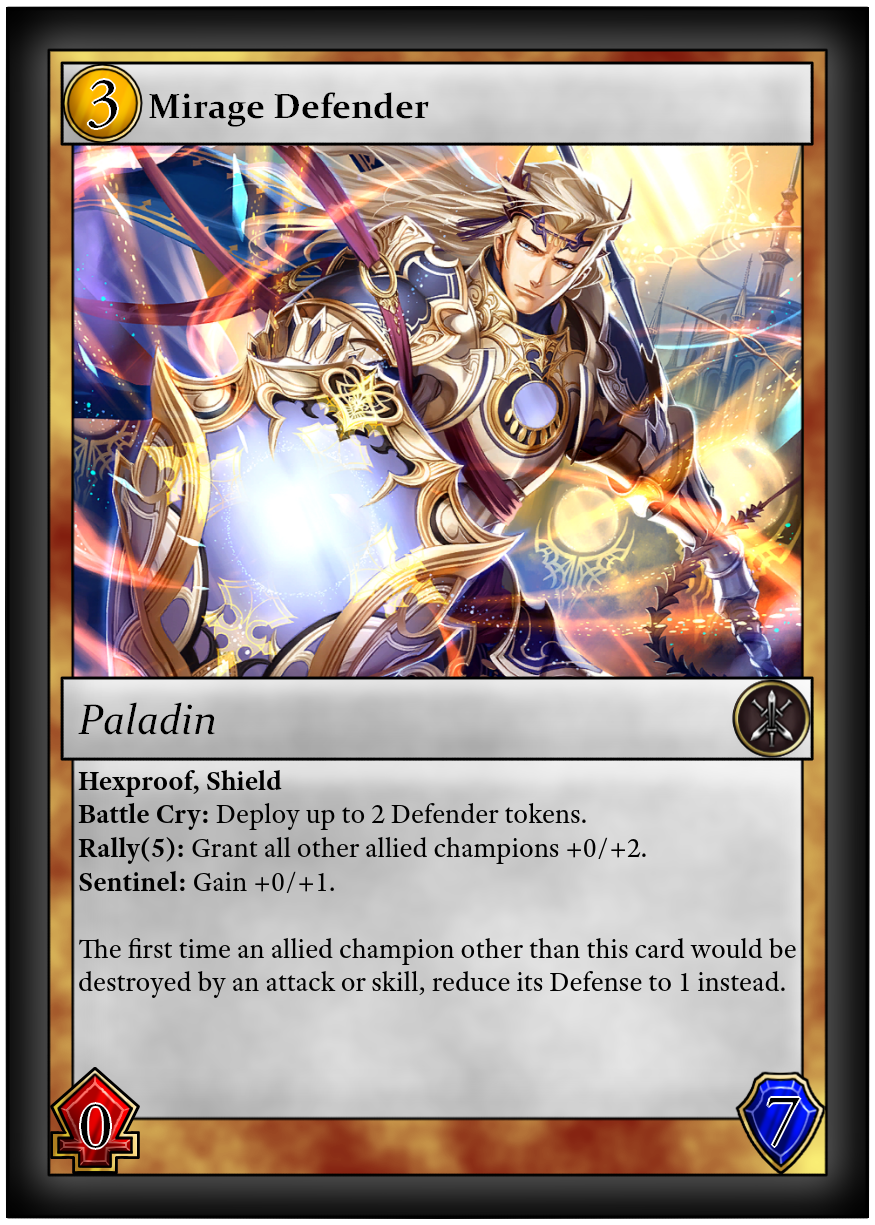 3 Mirage Defender
Paladin
Hexproof, Shield
Battle Cry: Deploy up to 2 Defender tokens.
Rally(5): Grant all other allied champions +0/+2.
Sentinel: Gain +0/+1.
The first time an allied champion other than this card would be
destroyed by an attack or skill, reduce its Defense to 1 instead.
0
7